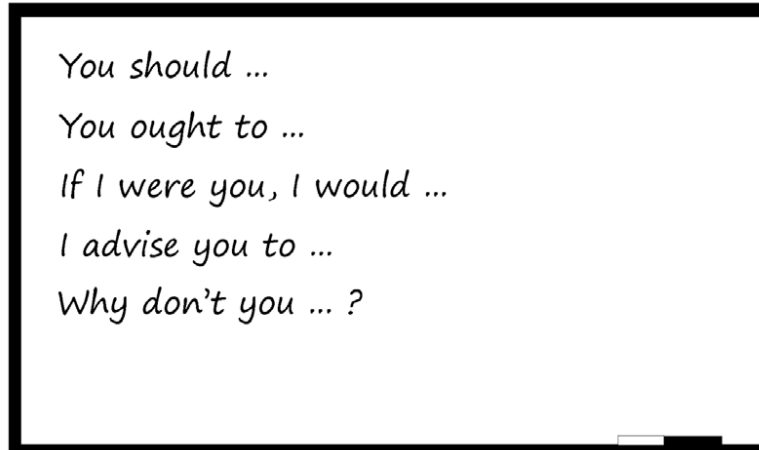 You should ...
You ought to ...
If I were you, I would ...
I advise you to ...
Why don't you ... ?